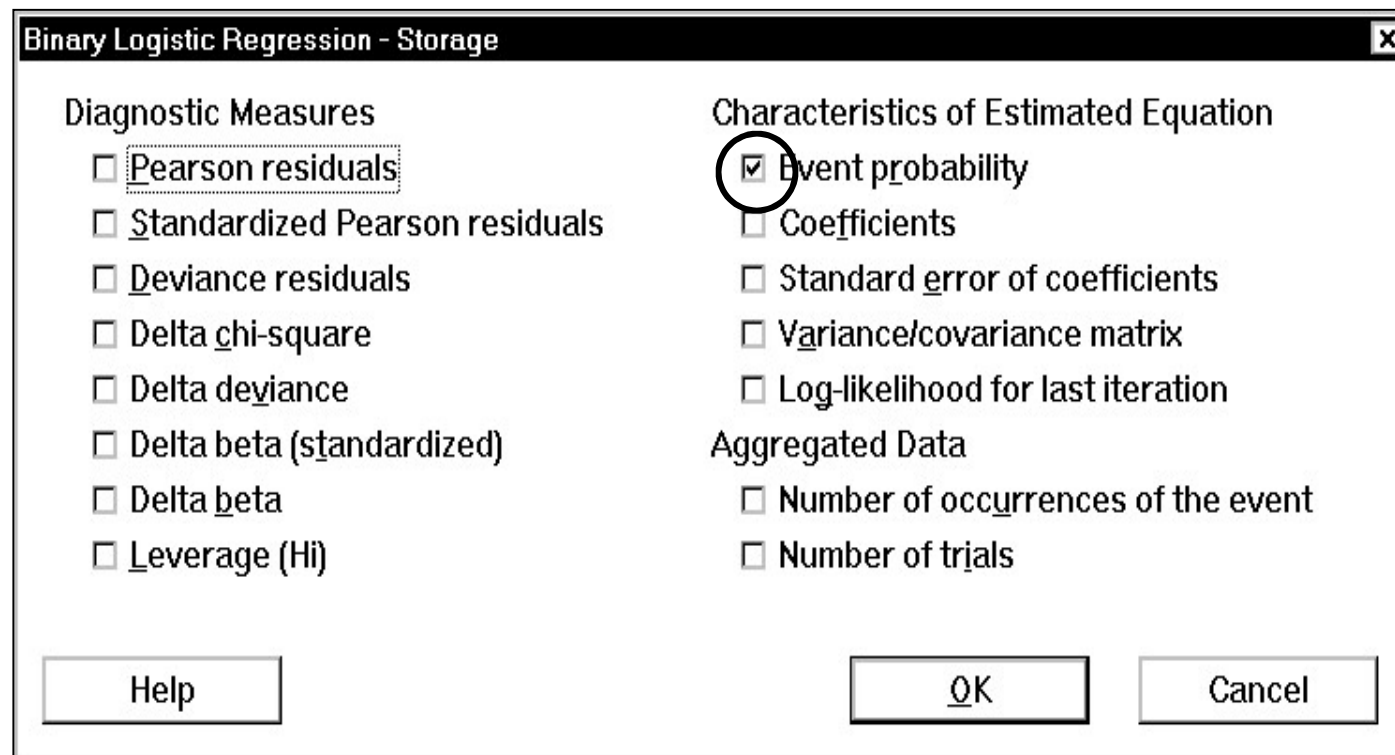 Binary Logistic Regression - Storage
x
Diagnostic Measures
Pearson residuals
Standardized Pearson residuals
Deviance residuals
Delta chi-square
Delta deviance
Delta beta (standardized)
Delta beta
Leverage (Hi)
Characteristics of Estimated Equation
Event probability
Coefficients
Standard error of coefficients
Variance/covariance matrix
Log-likelihood for last iteration
Aggregated Data
Number of occurrences of the event
Number of trials
Help
OK
Cancel